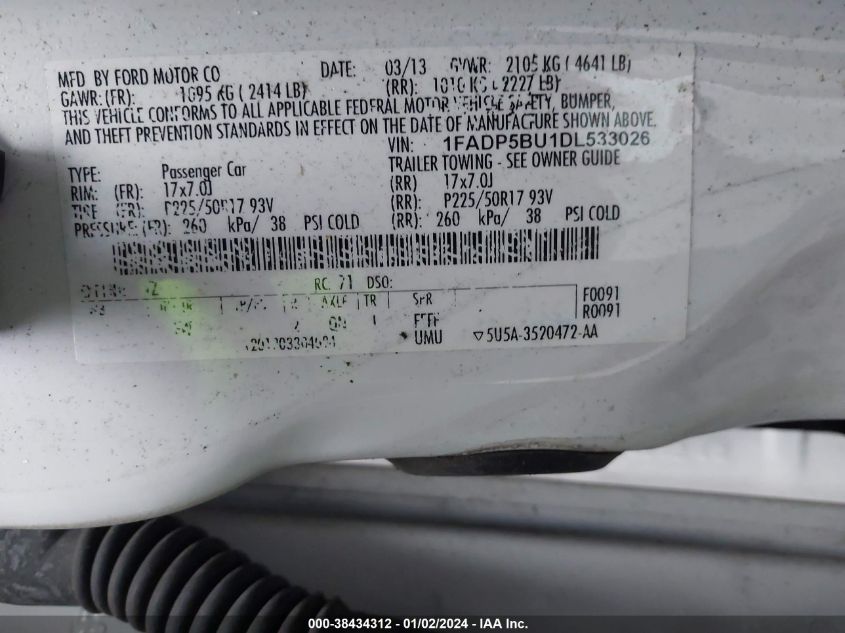 MFD BY FORD MOTOR CO DATE: 03/13 GVWR: 2105 KG ( 4641 LB)
GAWR: (FR): 1095 KG ( 2414 LB) (RR): 1010 KG ( 2227 LB)
THIS VEHICLE CONFORMS TO ALL APPLICABLE FEDERAL MOTOR VEHICLE SAFETY, BUMPER,
AND THEFT PREVENTION STANDARDS IN EFFECT ON THE DATE OF MANUFACTURE SHOWN ABOVE.
VIN: 1FADP5BU1DL533026
TYPE: Passenger Car TRAILER TOWING - SEE OWNER GUIDE
RIM: (FR): 17x7.0J (RR) 17x7.0J
TIRE (FR): P225/50R17 93V (RR): P225/50R17 93V
PRESSURE: (FR): 260 kPa/ 38 PSI COLD (RR): 260 kPa/ 38 PSI COLD
RC: 71 DSO:
AXLE TR SPR F0091
R0091
UMU ▽5U5A-3520472-AA
000-38434312 - 01/02/2024 - IAA Inc.